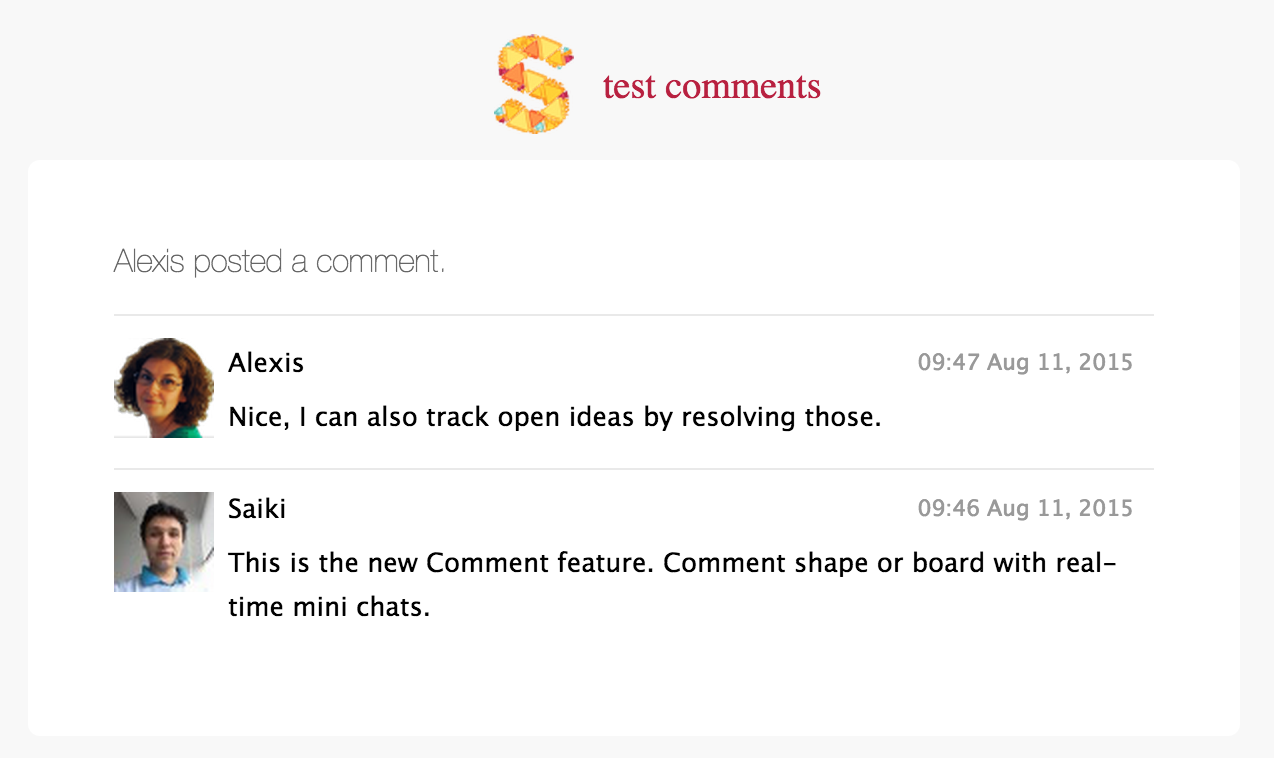 S test comments
Alexis posted a comment.
Alexis 09:47 Aug 11, 2015
Nice, I can also track open ideas by resolving those.
Saiki 09:46 Aug 11, 2015
This is the new Comment feature. Comment shape or board with real-
time mini chats.